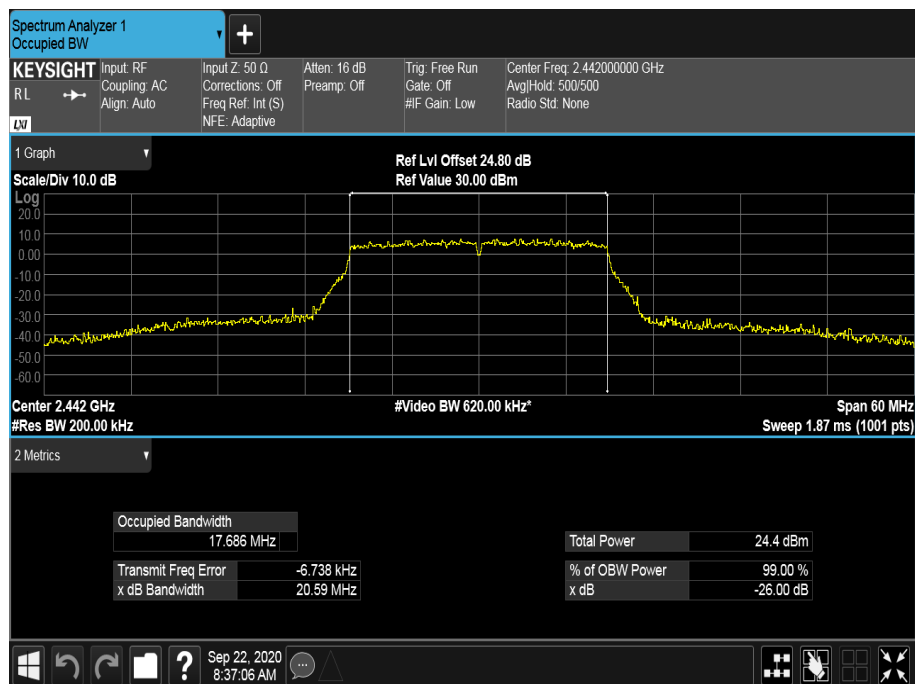 Spectrum Analyzer 1
Occupied BW
+
KEYSIGHT
RL
LXI
Input: RF
Coupling: AC
Align: Auto
Input Z: 50 Ω
Corrections: Off
Freq Ref: Int (S)
NFE: Adaptive
Atten: 16 dB
Preamp: Off
Trig: Free Run
Gate: Off
#IF Gain: Low
Center Freq: 2.442000000 GHz
Avg|Hold: 500/500
Radio Std: None
1 Graph
Scale/Div 10.0 dB
Ref Lvl Offset 24.80 dB
Ref Value 30.00 dBm
Log
20.0
10.0
0.00
-10.0
-20.0
-30.0
-40.0
-50.0
-60.0
Center 2.442 GHz
#Video BW 620.00 kHz*
Span 60 MHz
#Res BW 200.00 kHz
Sweep 1.87 ms (1001 pts)
2 Metrics
Occupied Bandwidth
17.686 MHz
Transmit Freq Error -6.738 kHz
x dB Bandwidth 20.59 MHz
Total Power 24.4 dBm
% of OBW Power 99.00 %
x dB -26.00 dB
?
Sep 22, 2020
8:37:06 AM